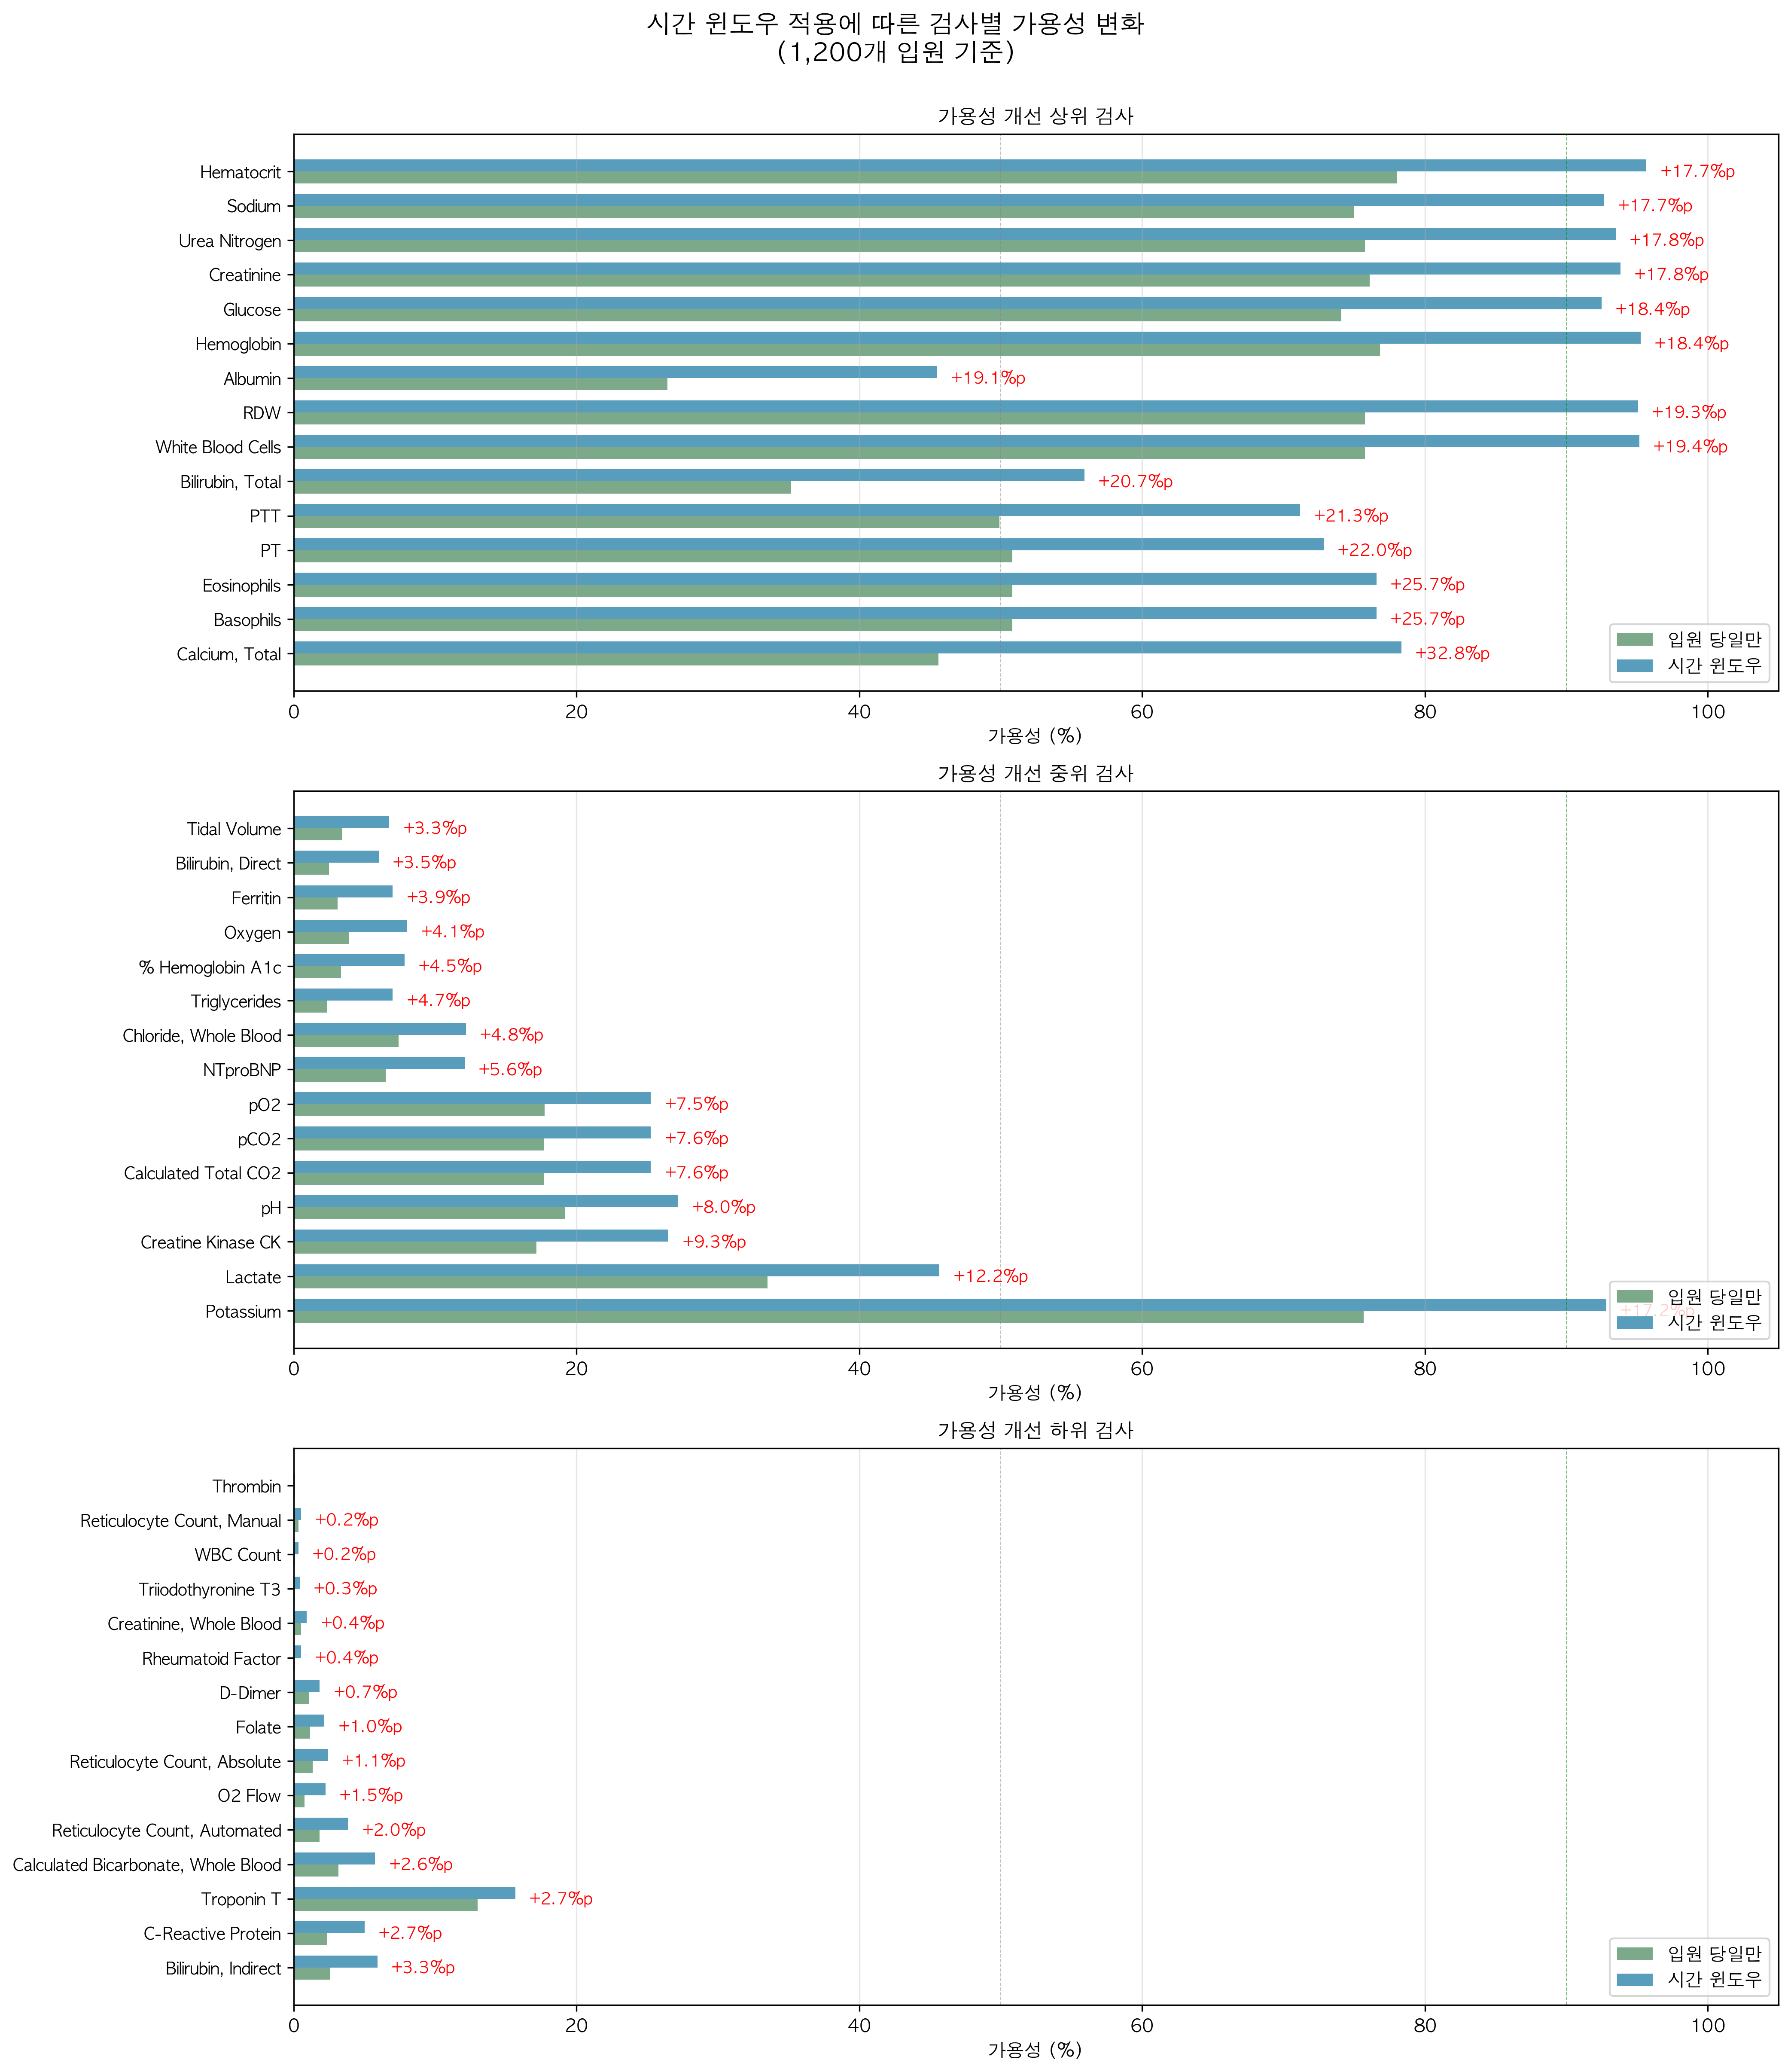 시간 윈도우 적용에 따른 검사별 가용성 변화
(1,200개 입원 기준)
가용성 개선 상위 검사
Hematocrit +17.7%p
Sodium +17.7%p
Urea Nitrogen +17.8%p
Creatinine +17.8%p
Glucose +18.4%p
Hemoglobin +18.4%p
Albumin +19.1%p
RDW +19.3%p
White Blood Cells +19.4%p
Bilirubin, Total +20.7%p
PTT +21.3%p
PT +22.0%p
Eosinophils +25.7%p
Basophils +25.7%p
Calcium, Total +32.8%p
입원 당일만
시간 윈도우
0 20 40 60 80 100
가용성 (%)
가용성 개선 중위 검사
Tidal Volume +3.3%p
Bilirubin, Direct +3.5%p
Ferritin +3.9%p
Oxygen +4.1%p
% Hemoglobin A1c +4.5%p
Triglycerides +4.7%p
Chloride, Whole Blood +4.8%p
NTproBNP +5.6%p
pO2 +7.5%p
pCO2 +7.6%p
Calculated Total CO2 +7.6%p
pH +8.0%p
Creatine Kinase CK +9.3%p
Lactate +12.2%p
Potassium +17.2%p
입원 당일만
시간 윈도우
0 20 40 60 80 100
가용성 (%)
가용성 개선 하위 검사
Thrombin
Reticulocyte Count, Manual +0.2%p
WBC Count +0.2%p
Triiodothyronine T3 +0.3%p
Creatinine, Whole Blood +0.4%p
Rheumatoid Factor +0.4%p
D-Dimer +0.7%p
Folate +1.0%p
Reticulocyte Count, Absolute +1.1%p
O2 Flow +1.5%p
Reticulocyte Count, Automated +2.0%p
Calculated Bicarbonate, Whole Blood +2.6%p
Troponin T +2.7%p
C-Reactive Protein +2.7%p
Bilirubin, Indirect +3.3%p
입원 당일만
시간 윈도우
0 20 40 60 80 100
가용성 (%)